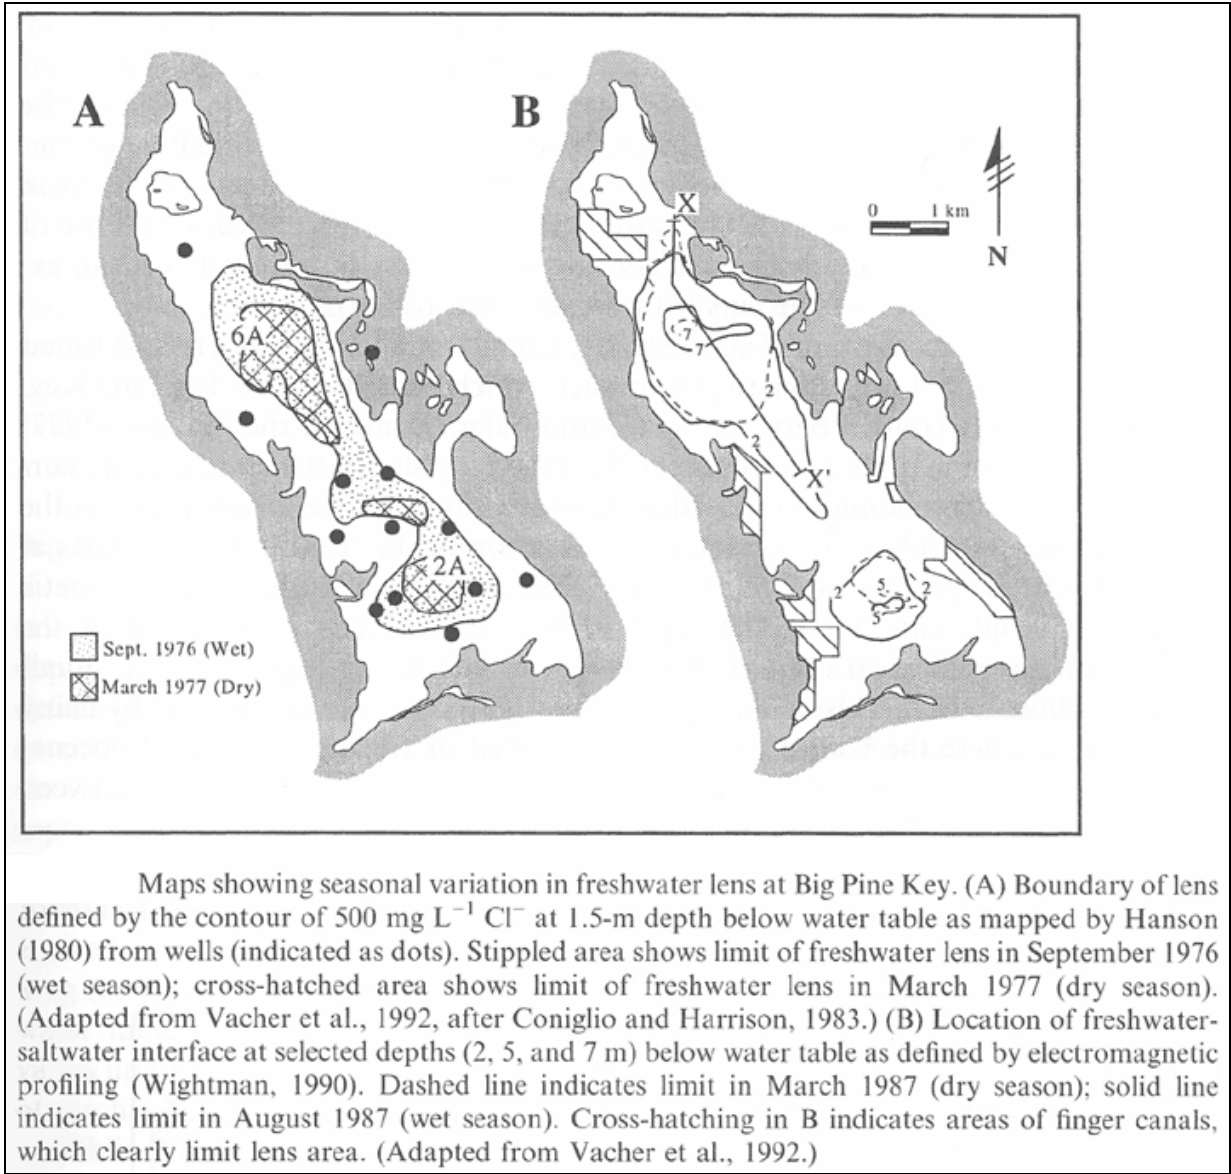 A
B
X
0 1 km
N
6A
7
7
2
2
X'
2A
2
5
2
5
Sept. 1976 (Wet)
March 1977 (Dry)
Maps showing seasonal variation in freshwater lens at Big Pine Key. (A) Boundary of lens
defined by the contour of 500 mg L⁻¹ Cl⁻ at 1.5-m depth below water table as mapped by Hanson
(1980) from wells (indicated as dots). Stippled area shows limit of freshwater lens in September 1976
(wet season); cross-hatched area shows limit of freshwater lens in March 1977 (dry season).
(Adapted from Vacher et al., 1992, after Coniglio and Harrison, 1983.) (B) Location of freshwater-
saltwater interface at selected depths (2, 5, and 7 m) below water table as defined by electromagnetic
profiling (Wightman, 1990). Dashed line indicates limit in March 1987 (dry season); solid line
indicates limit in August 1987 (wet season). Cross-hatching in B indicates areas of finger canals,
which clearly limit lens area. (Adapted from Vacher et al., 1992.)